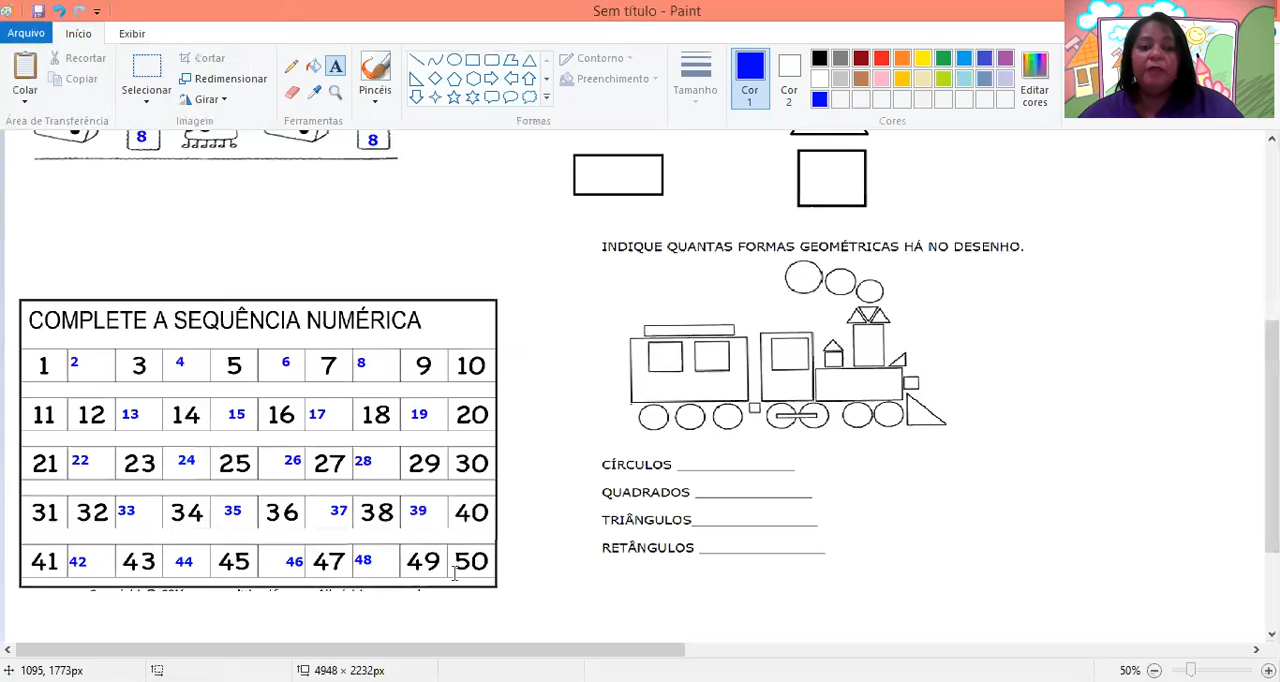 Sem título - Paint
Arquivo Início Exibir
Colar
Recortar
Copiar
Área de Transferência
Selecionar
Cortar
Redimensionar
Girar
Imagem
A
Ferramentas
Pincéis
Contorno
Preenchimento
Formas
Tamanho
Cor 1
Cor 2
Editar cores
Cores
8 8
COMPLETE A SEQUÊNCIA NUMÉRICA
1 2 3 4 5 6 7 8 9 10
11 12 13 14 15 16 17 18 19 20
21 22 23 24 25 26 27 28 29 30
31 32 33 34 35 36 37 38 39 40
41 42 43 44 45 46 47 48 49 50
INDIQUE QUANTAS FORMAS GEOMÉTRICAS HÁ NO DESENHO.
CÍRCULOS _______________
QUADRADOS _______________
TRIÂNGULOS________________
RETÂNGULOS ________________
1095, 1773px
4948 × 2232px
50%